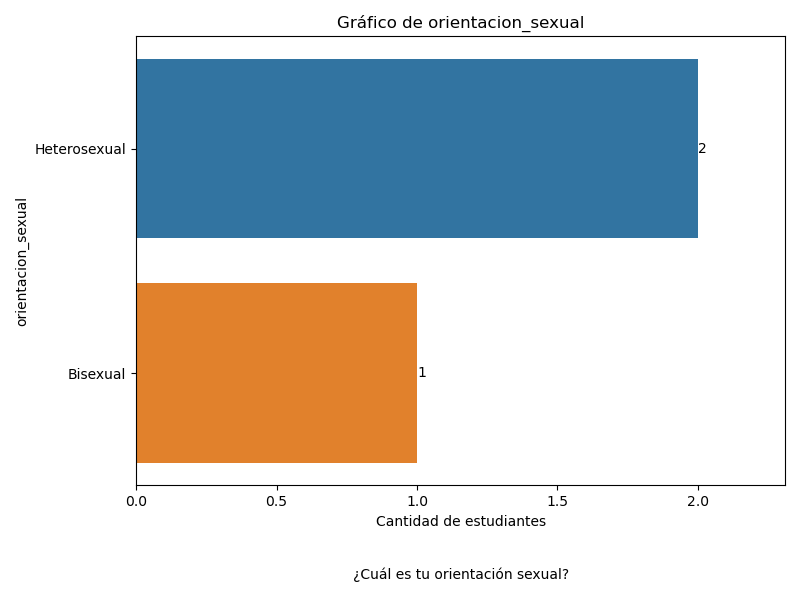 Gráfico de orientacion_sexual
orientacion_sexual
Heterosexual
2
Bisexual
1
0.0 0.5 1.0 1.5 2.0
Cantidad de estudiantes
¿Cuál es tu orientación sexual?